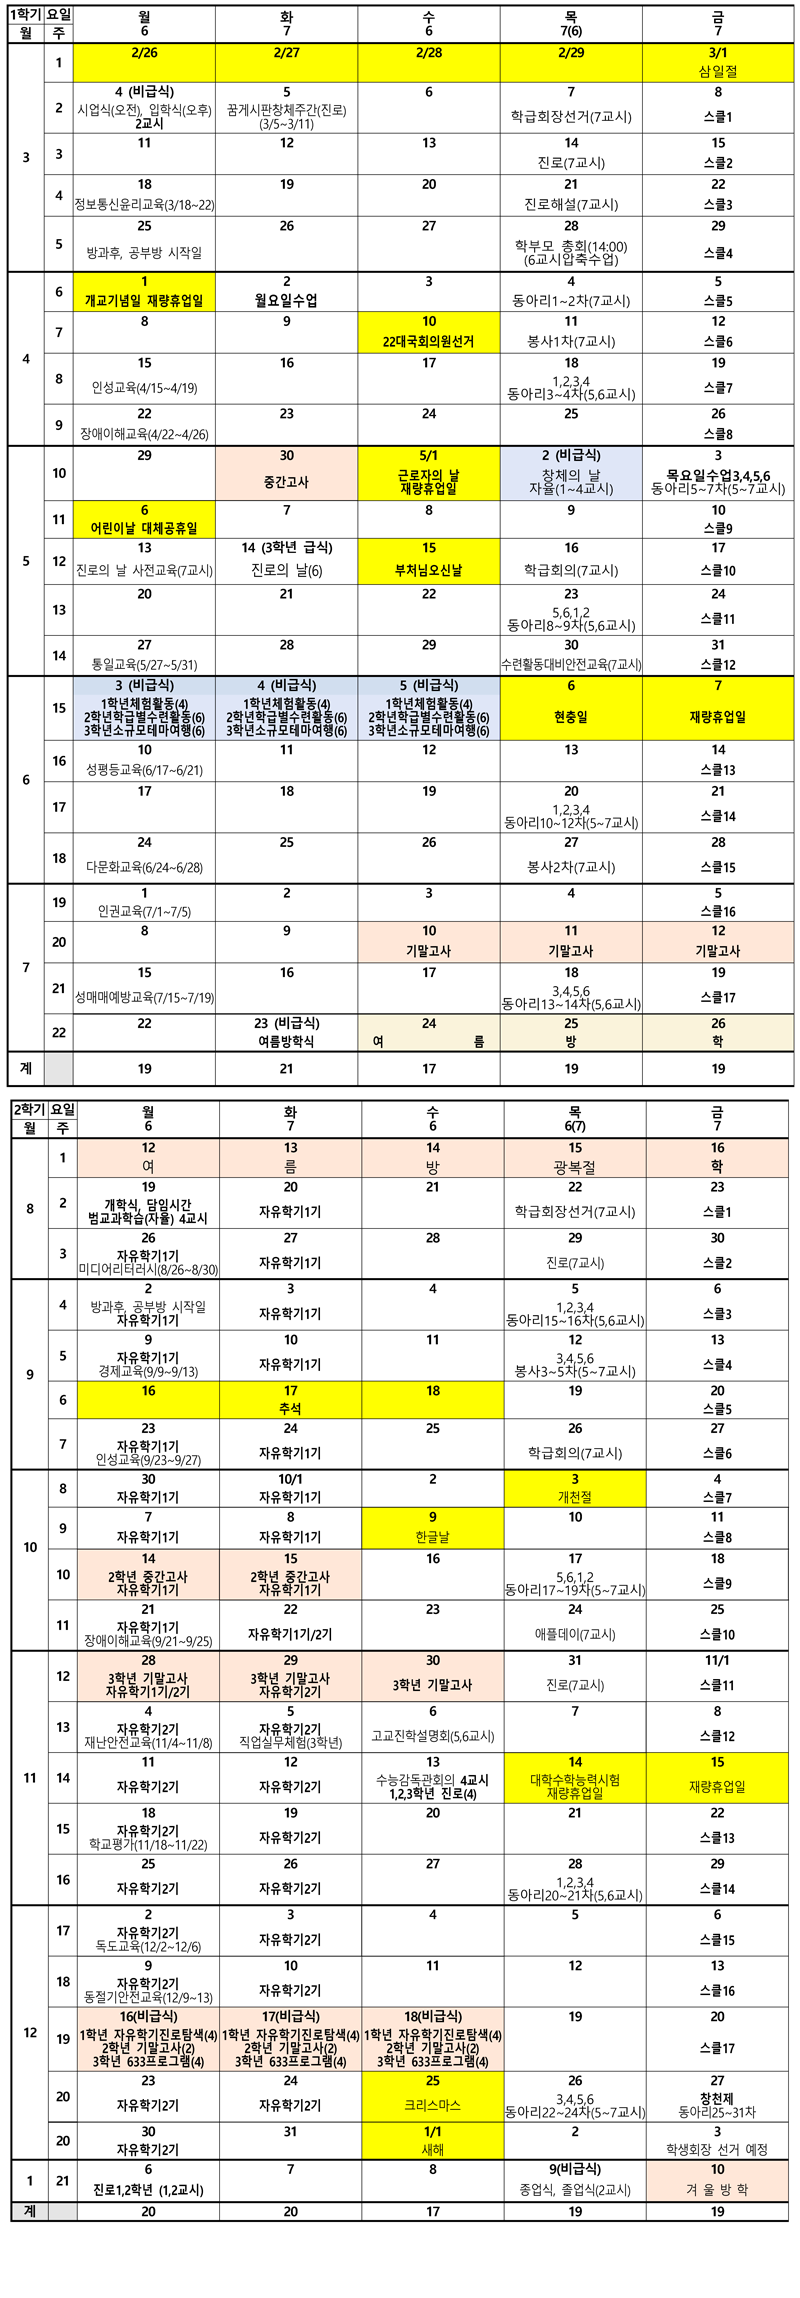 1학기 요일 월 화 수 목 금
월 주 6 7 6 7(6) 7
3
1 2/26 2/27 2/28 2/29 3/1
삼일절
2 4 (비급식) 5 6 7 8
시업식(오전), 입학식(오후) 꿈게시판창체주간(진로) 학급회장선거(7교시) 스클1
2교시 (3/5~3/11)
3 11 12 13 14 15
진로(7교시) 스클2
4 18 19 20 21 22
정보통신윤리교육(3/18~22) 진로해설(7교시) 스클3
5 25 26 27 28 29
방과후, 공부방 시작일 학부모 총회(14:00) 스클4
(6교시압축수업)
4
6 1 2 3 4 5
개교기념일 재량휴업일 월요일수업 동아리1~2차(7교시) 스클5
7 8 9 10 11 12
22대국회의원선거 봉사1차(7교시) 스클6
8 15 16 17 18 19
인성교육(4/15~4/19) 1,2,3,4 스클7
동아리3~4차(5,6교시)
9 22 23 24 25 26
장애이해교육(4/22~4/26) 스클8
5
10 29 30 5/1 2 (비급식) 3
중간고사 근로자의 날 창체의 날 목요일수업3,4,5,6
재량휴업일 자율(1~4교시) 동아리5~7차(5~7교시)
11 6 7 8 9 10
어린이날 대체공휴일 스클9
12 13 14 (3학년 급식) 15 16 17
진로의 날 사전교육(7교시) 진로의 날(6) 부처님오신날 학급회의(7교시) 스클10
13 20 21 22 23 24
5,6,1,2 스클11
동아리8~9차(5,6교시)
14 27 28 29 30 31
통일교육(5/27~5/31) 수련활동대비안전교육(7교시) 스클12
6
15 3 (비급식) 4 (비급식) 5 (비급식) 6 7
1학년체험활동(4) 1학년체험활동(4) 1학년체험활동(4) 현충일 재량휴업일
2학년학급별수련활동(6) 2학년학급별수련활동(6) 2학년학급별수련활동(6)
3학년소규모테마여행(6) 3학년소규모테마여행(6) 3학년소규모테마여행(6)
16 10 11 12 13 14
성평등교육(6/17~6/21) 스클13
17 17 18 19 20 21
1,2,3,4 스클14
동아리10~12차(5~7교시)
18 24 25 26 27 28
다문화교육(6/24~6/28) 봉사2차(7교시) 스클15
7
19 1 2 3 4 5
인권교육(7/1~7/5) 스클16
20 8 9 10 11 12
기말고사 기말고사 기말고사
21 15 16 17 18 19
성매매예방교육(7/15~7/19) 3,4,5,6 스클17
동아리13~14차(5,6교시)
22 22 23 (비급식) 24 25 26
여름방학식 여 름 방 학
계 19 21 17 19 19
2학기 요일 월 화 수 목 금
월 주 6 7 6 6(7) 7
8
1 12 13 14 15 16
여 름 방 광복절 학
2 19 20 21 22 23
개학식, 담임시간 자유학기1기 학급회장선거(7교시) 스클1
범교과학습(자율) 4교시
3 26 27 28 29 30
자유학기1기 자유학기1기 진로(7교시) 스클2
미디어리터러시(8/26~8/30)
9
4 2 3 4 5 6
방과후, 공부방 시작일 자유학기1기 1,2,3,4 스클3
자유학기1기 동아리15~16차(5,6교시)
5 9 10 11 12 13
자유학기1기 자유학기1기 3,4,5,6 스클4
경제교육(9/9~9/13) 봉사3~5차(5~7교시)
6 16 17 18 19 20
추석 스클5
7 23 24 25 26 27
자유학기1기 자유학기1기 학급회의(7교시) 스클6
인성교육(9/23~9/27)
10
8 30 10/1 2 3 4
자유학기1기 자유학기1기 개천절 스클7
9 7 8 9 10 11
자유학기1기 자유학기1기 한글날 스클8
10 14 15 16 17 18
2학년 중간고사 2학년 중간고사 5,6,1,2 스클9
자유학기1기 자유학기1기 동아리17~19차(5~7교시)
11 21 22 23 24 25
자유학기1기 자유학기1기/2기 애플데이(7교시) 스클10
장애이해교육(9/21~9/25)
11
12 28 29 30 31 11/1
3학년 기말고사 3학년 기말고사 3학년 기말고사 진로(7교시) 스클11
자유학기1기/2기 자유학기2기
13 4 5 6 7 8
자유학기2기 자유학기2기 고교진학설명회(5,6교시) 스클12
재난안전교육(11/4~11/8) 직업실무체험(3학년)
14 11 12 13 14 15
자유학기2기 자유학기2기 수능감독관회의 4교시 대학수학능력시험 재량휴업일
1,2,3학년 진로(4) 재량휴업일
15 18 19 20 21 22
자유학기2기 자유학기2기 스클13
학교평가(11/18~11/22)
16 25 26 27 28 29
자유학기2기 자유학기2기 1,2,3,4 스클14
동아리20~21차(5,6교시)
12
17 2 3 4 5 6
자유학기2기 자유학기2기 스클15
독도교육(12/2~12/6)
18 9 10 11 12 13
자유학기2기 자유학기2기 스클16
동절기안전교육(12/9~13)
19 16(비급식) 17(비급식) 18(비급식) 19 20
1학년 자유학기진로탐색(4) 1학년 자유학기진로탐색(4) 1학년 자유학기진로탐색(4) 스클17
2학년 기말고사(2) 2학년 기말고사(2) 2학년 기말고사(2)
3학년 633프로그램(4) 3학년 633프로그램(4) 3학년 633프로그램(4)
20 23 24 25 26 27
자유학기2기 자유학기2기 크리스마스 3,4,5,6 창천제
동아리22~24차(5~7교시) 동아리25~31차
20 30 31 1/1 2 3
자유학기2기 새해 학생회장 선거 예정
1 21 6 7 8 9(비급식) 10
진로1,2학년 (1,2교시) 종업식, 졸업식(2교시) 겨 울 방 학
계 20 20 17 19 19